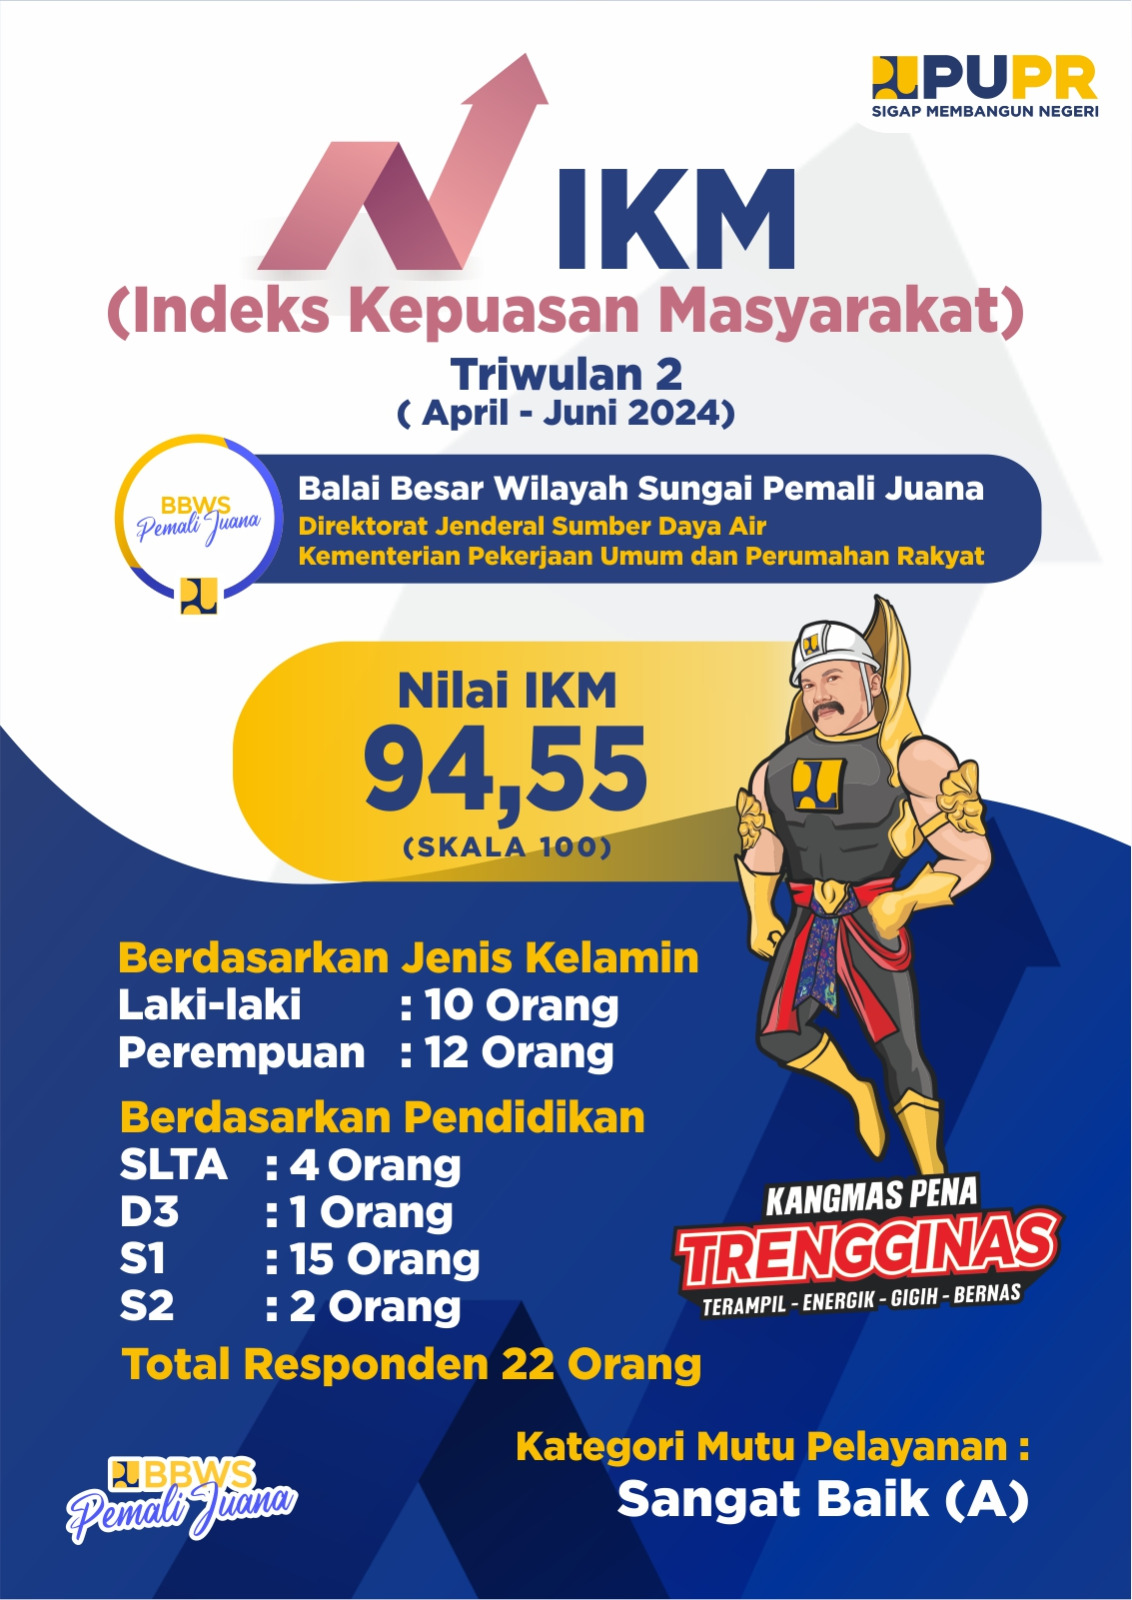 PUPR
SIGAP MEMBANGUN NEGERI
IKM
(Indeks Kepuasan Masyarakat)
Triwulan 2
( April - Juni 2024)
BBWS
Pemali Juana
Balai Besar Wilayah Sungai Pemali Juana
Direktorat Jenderal Sumber Daya Air
Kementerian Pekerjaan Umum dan Perumahan Rakyat
Nilai IKM
94,55
(SKALA 100)
Berdasarkan Jenis Kelamin
Laki-laki : 10 Orang
Perempuan : 12 Orang
Berdasarkan Pendidikan
SLTA : 4 Orang
D3 : 1 Orang
S1 : 15 Orang
S2 : 2 Orang
Total Responden 22 Orang
KANGMAS PENA
TRENGGINAS
TERAMPIL - ENERGIK - GIGIH - BERNAS
Kategori Mutu Pelayanan :
Sangat Baik (A)
BBWS
Pemali Juana